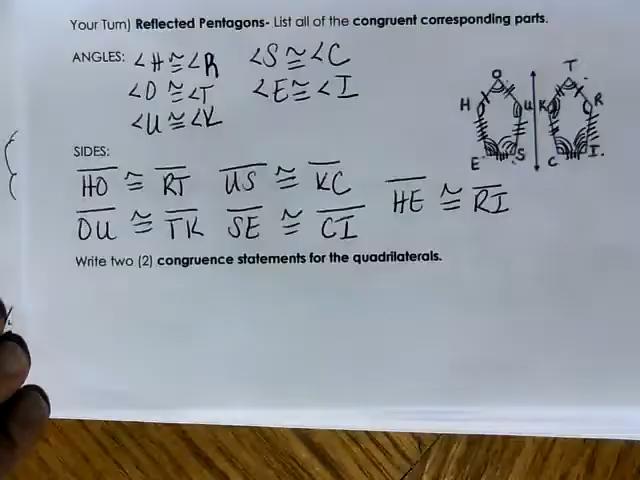 Your Turn) Reflected Pentagons- List all of the congruent corresponding parts.
ANGLES: ∠H ≅ ∠R ∠S ≅ ∠C
∠O ≅ ∠T ∠E ≅ ∠I
∠U ≅ ∠K
SIDES:
HO ≅ RT US ≅ KC HE ≅ RI
OU ≅ TK SE ≅ CI
Write two (2) congruence statements for the quadrilaterals.
O T
H U K R
E S C I.